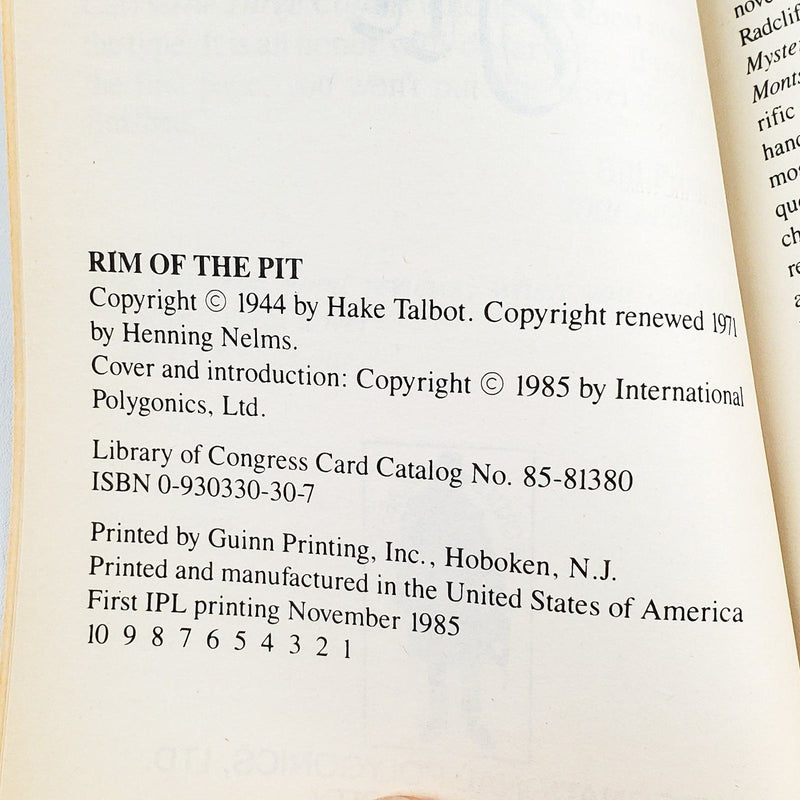 RIM OF THE PIT
Copyright © 1944 by Hake Talbot. Copyright renewed 1971
by Henning Nelms.
Cover and introduction: Copyright © 1985 by International
Polygonics, Ltd.
Library of Congress Card Catalog No. 85-81380
ISBN 0-930330-30-7
Printed by Guinn Printing, Inc., Hoboken, N.J.
Printed and manufactured in the United States of America
First IPL printing November 1985
10 9 8 7 6 5 4 3 2 1
Monts
rific